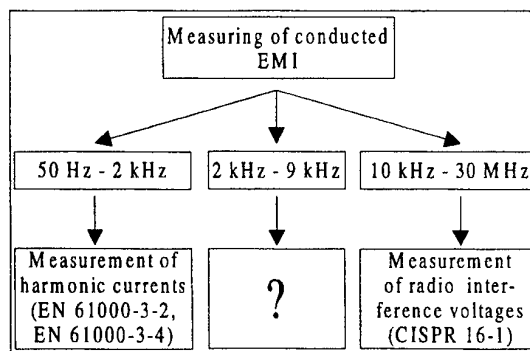 Measuring of conducted
EMI
50 Hz - 2 kHz
2 kHz - 9 kHz
10 kHz - 30 MHz
Measurement of
harmonic currents
(EN 61000-3-2,
EN 61000-3-4)
?
Measurement
of radio inter-
ference voltages
(CISPR 16-1)